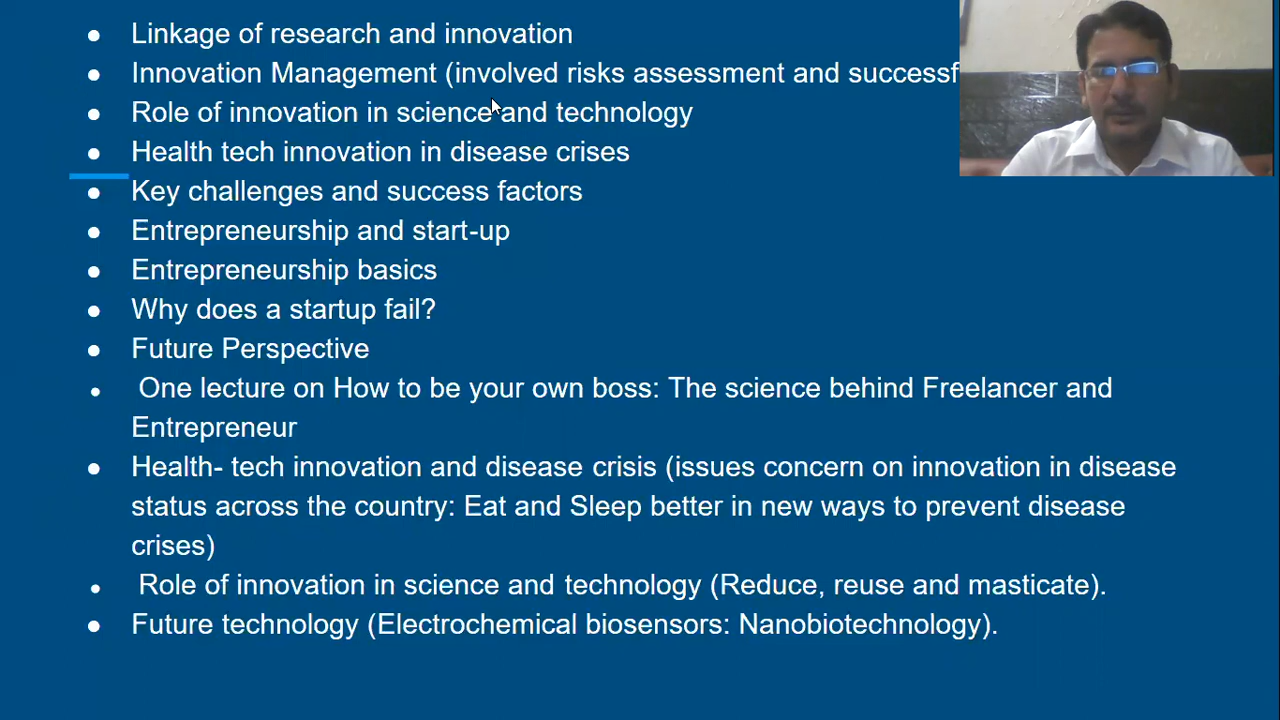 Linkage of research and innovation
Innovation Management (involved risks assessment and
Role of innovation in science and technology
Health tech innovation in disease crises
Key challenges and success factors
Entrepreneurship and start-up
Entrepreneurship basics
Why does a startup fail?
Future Perspective
One lecture on How to be your own boss: The science behind Freelancer and
Entrepreneur
Health- tech innovation and disease crisis (issues concern on innovation in disease
status across the country: Eat and Sleep better in new ways to prevent disease
crises)
Role of innovation in science and technology (Reduce, reuse and masticate).
Future technology (Electrochemical biosensors: Nanobiotechnology).